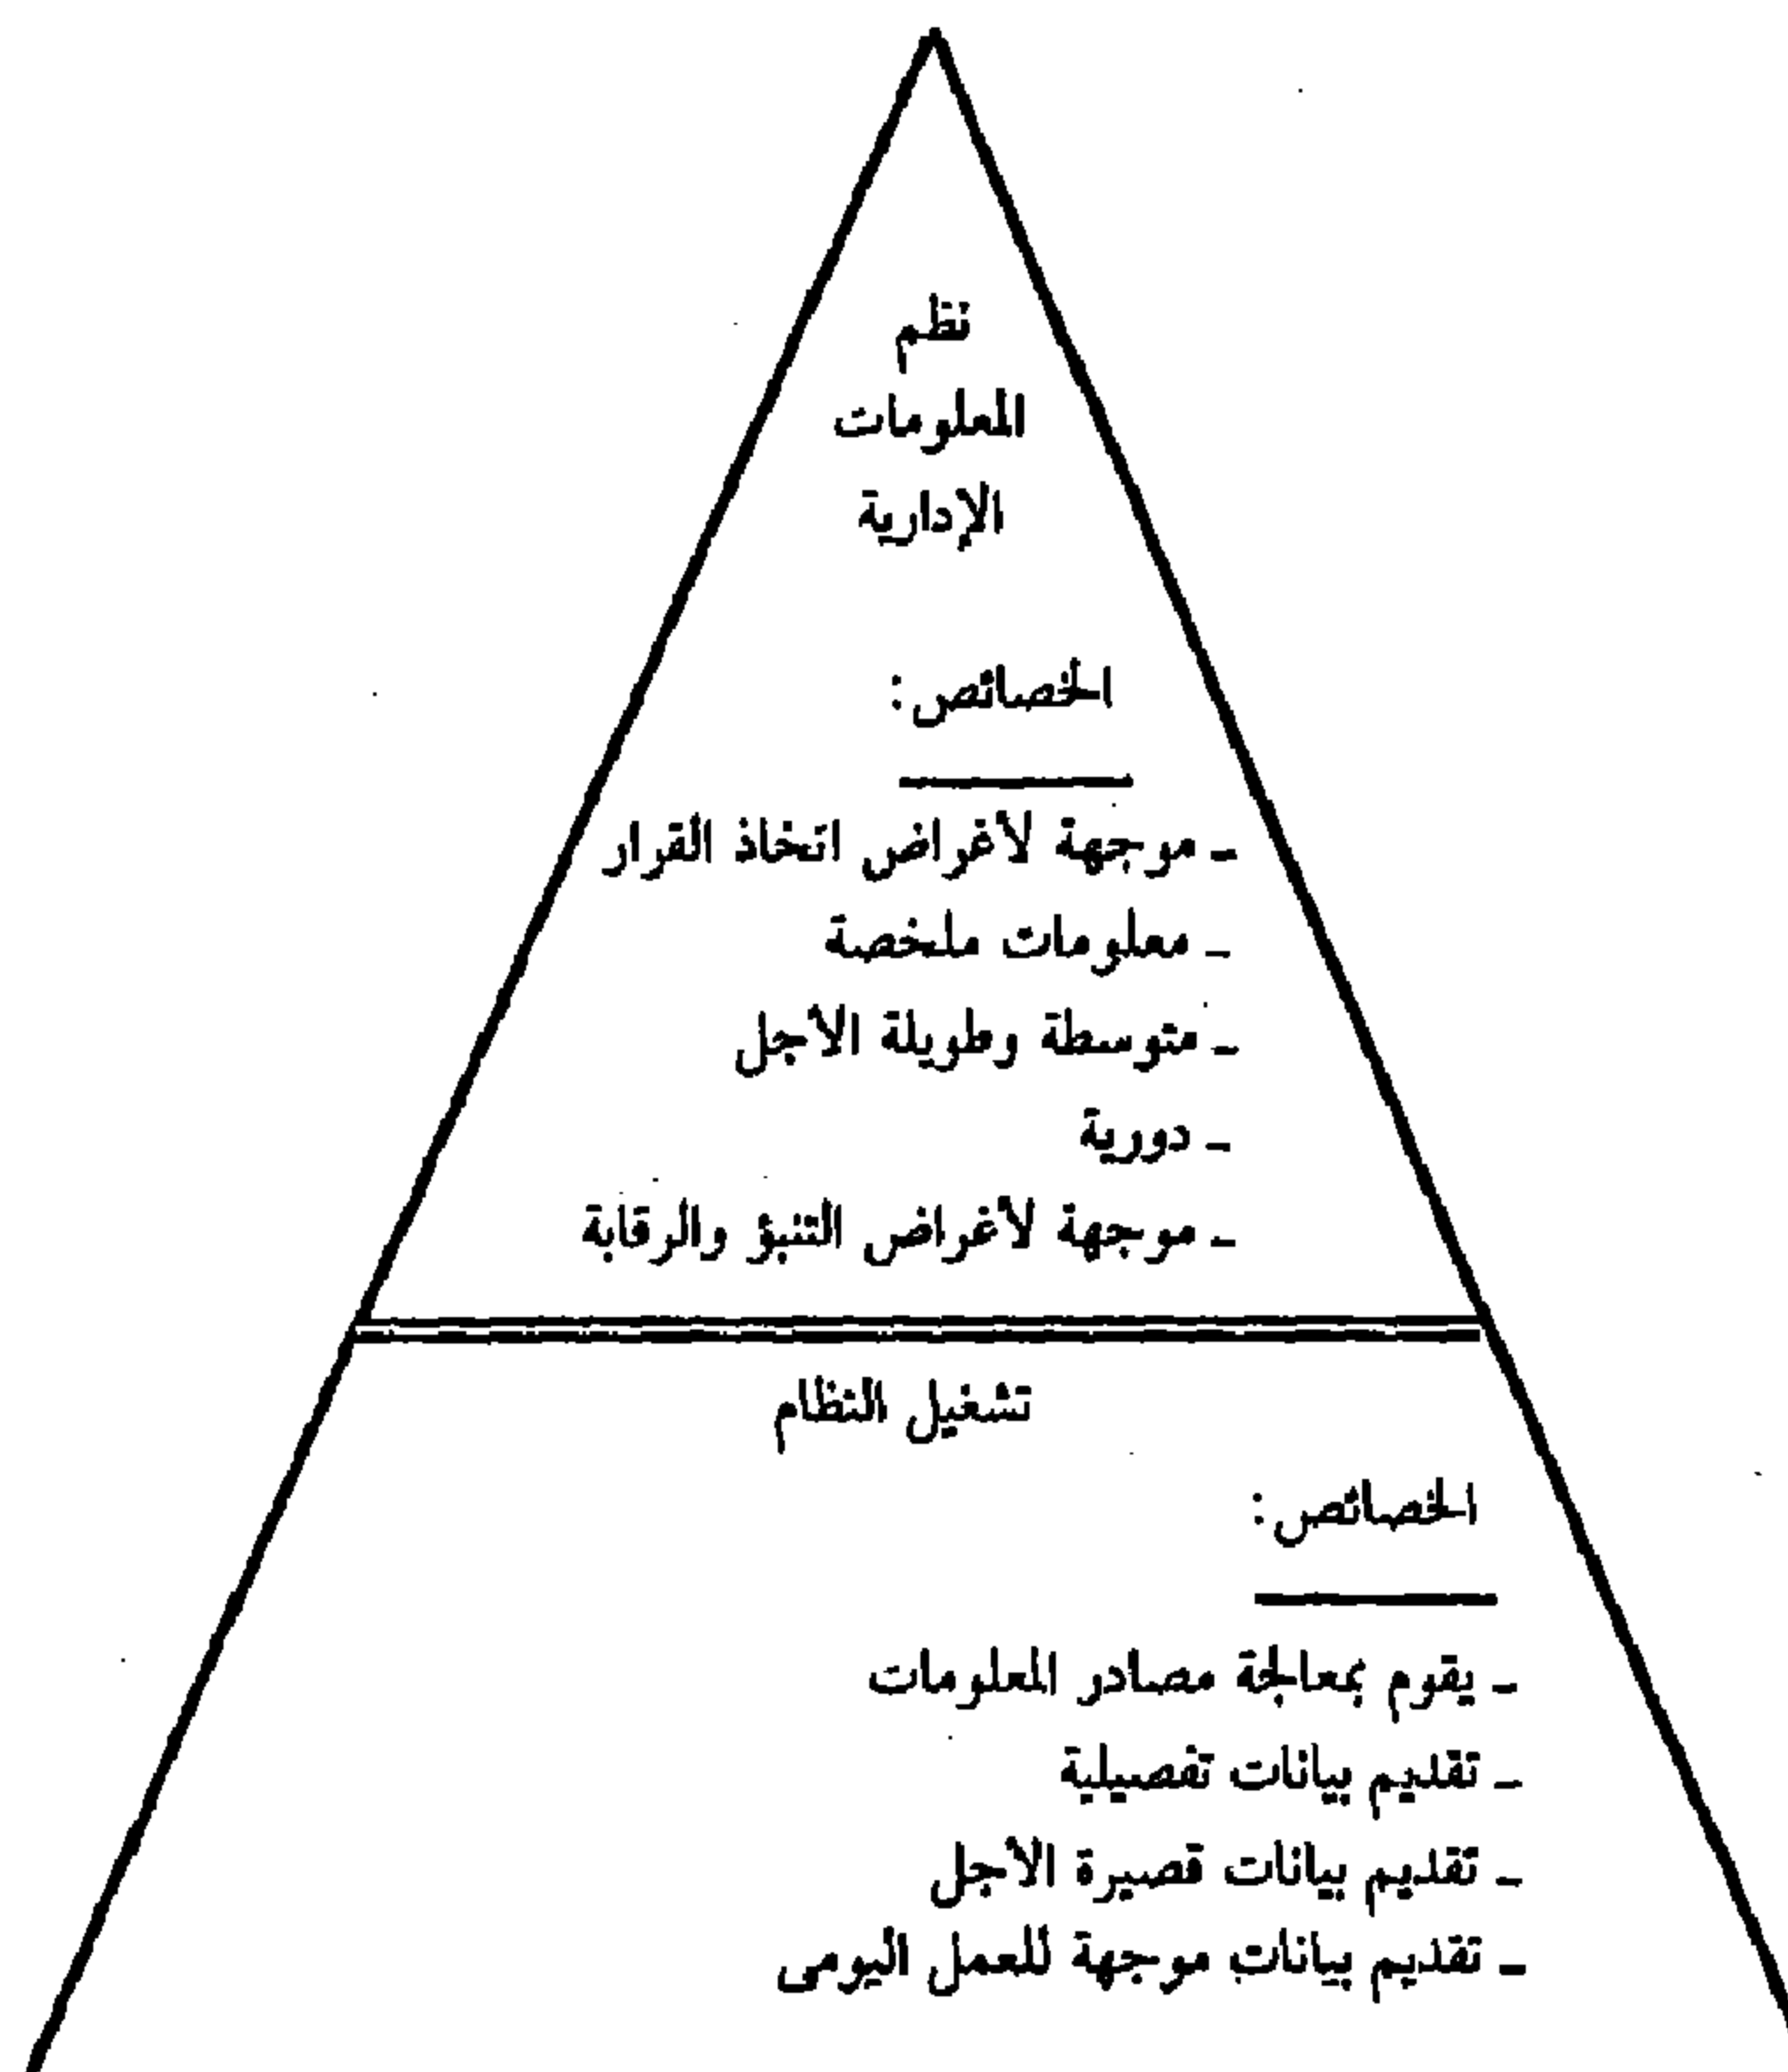 نظم
المعلومات
الإدارية
الخصائص:
ـ موجهة لأغراض اتخاذ القرار
ـ معلومات ملخصة
ـ متوسطة وطويلة الأجل
ـ دورية
ـ موجهة لأغراض التنبؤ والرقابة
تشغيل النظام
الخصائص:
ـ يقوم بمعالجة مصادر المعلومات
ـ تقديم بيانات تفصيلية
ـ تقديم بيانات قصيرة الأجل
ـ تقديم بيانات موجهة للعمل اليومى